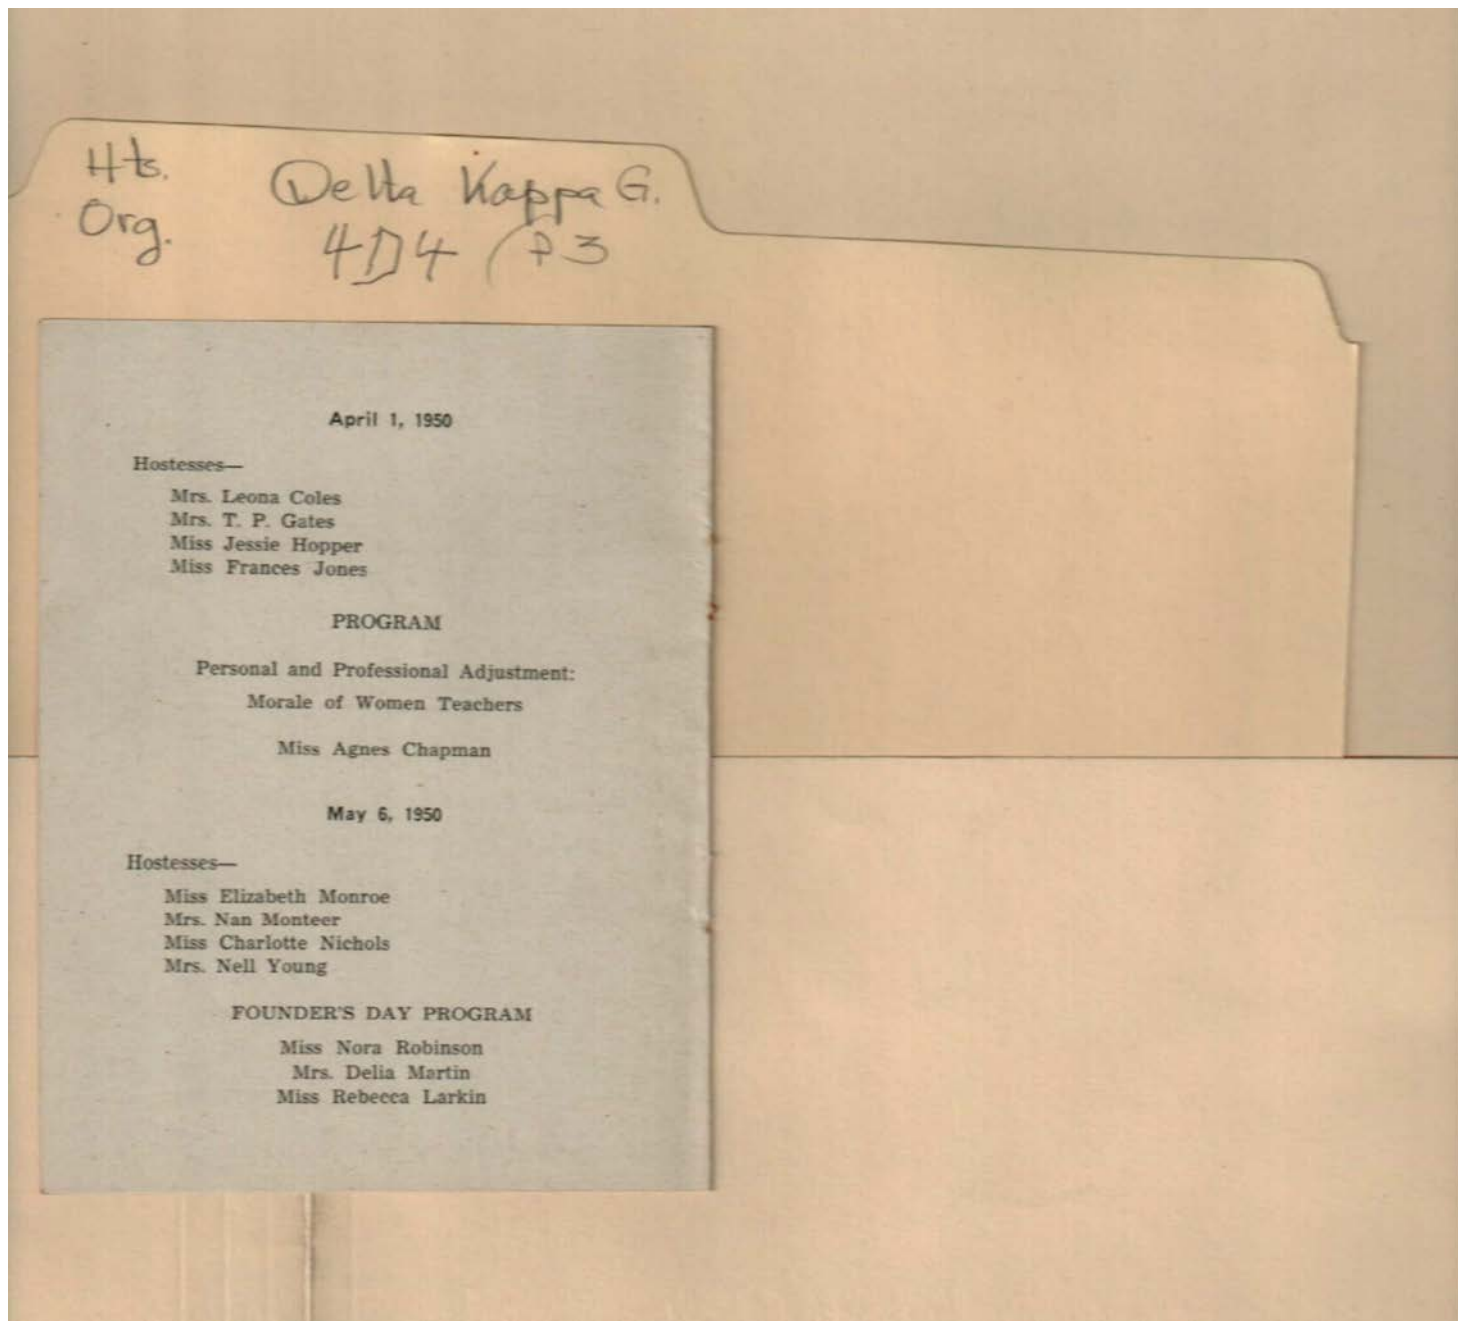 Hts. Delta Kappa G.
Org. 4D4 (P3
April 1, 1950
Hostesses—
Mrs. Leona Coles
Mrs. T. P. Gates
Miss Jessie Hopper
Miss Frances Jones
PROGRAM
Personal and Professional Adjustment:
Morale of Women Teachers
Miss Agnes Chapman
May 6, 1950
Hostesses—
Miss Elizabeth Monroe
Mrs. Nan Monteer
Miss Charlotte Nichols
Mrs. Nell Young
FOUNDER'S DAY PROGRAM
Miss Nora Robinson
Mrs. Delia Martin
Miss Rebecca Larkin